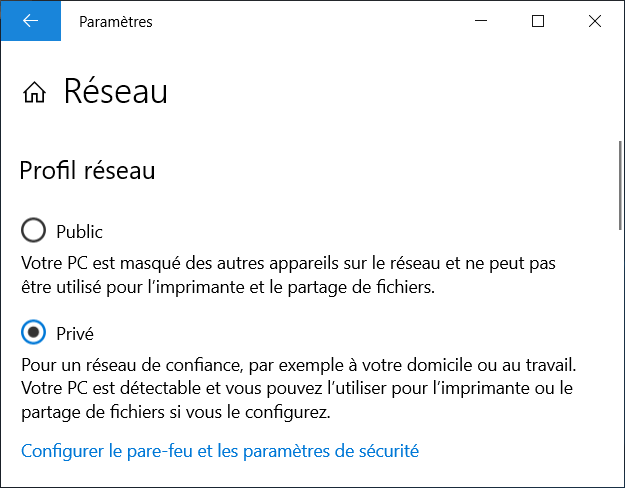 Paramètres
Réseau
Profil réseau
Public
Votre PC est masqué des autres appareils sur le réseau et ne peut pas
être utilisé pour l’imprimante et le partage de fichiers.
Privé
Pour un réseau de confiance, par exemple à votre domicile ou au travail.
Votre PC est détectable et vous pouvez l’utiliser pour l’imprimante ou le
partage de fichiers si vous le configurez.
Configurer le pare-feu et les paramètres de sécurité